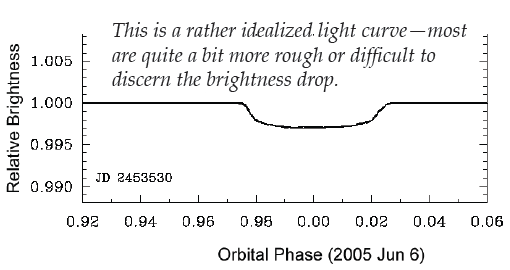 This is a rather idealized light curve—most
are quite a bit more rough or difficult to
discern the brightness drop.
Relative Brightness
1.005
1.000
0.995
0.990
JD 2453530
0.92 0.94 0.96 0.98 0.00 0.02 0.04 0.06
Orbital Phase (2005 Jun 6)